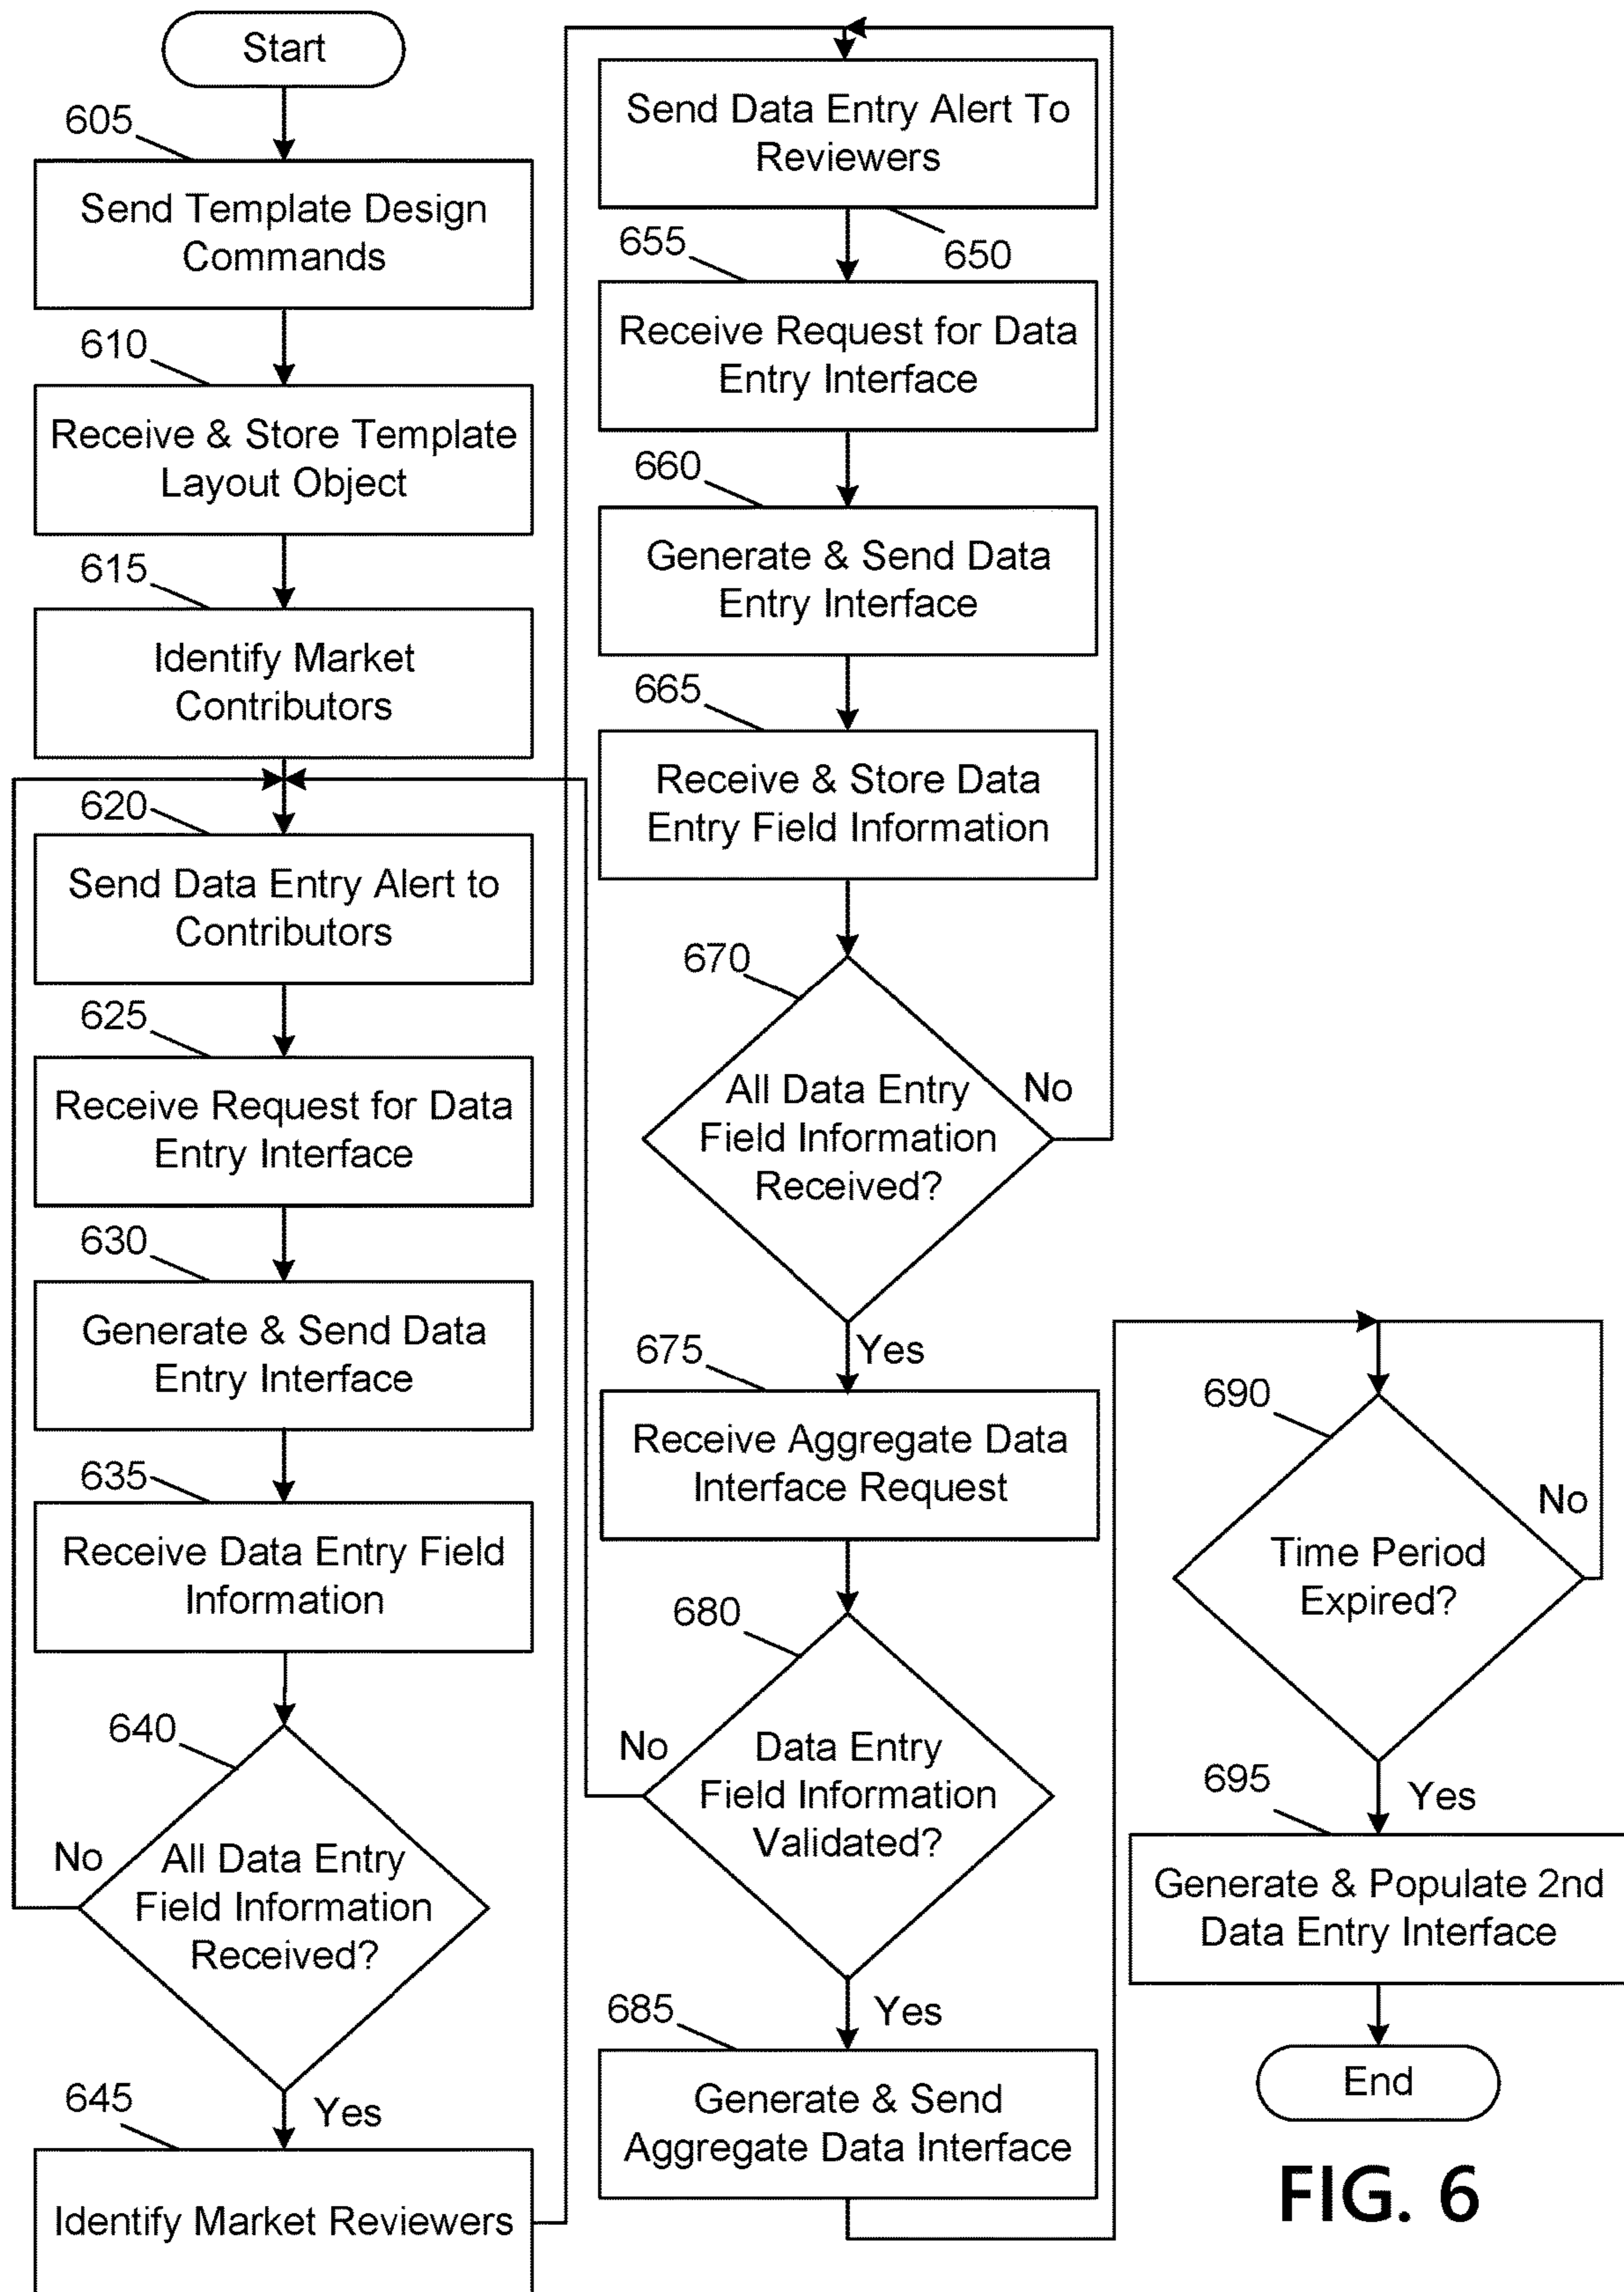 Start
605
Send Template Design
Commands
610
Receive & Store Template
Layout Object
615
Identify Market
Contributors
620
Send Data Entry Alert to
Contributors
625
Receive Request for Data
Entry Interface
630
Generate & Send Data
Entry Interface
635
Receive Data Entry Field
Information
640
No
All Data Entry
Field Information
Received?
Yes
645
Identify Market Reviewers
Send Data Entry Alert To
Reviewers
650
655
Receive Request for Data
Entry Interface
660
Generate & Send Data
Entry Interface
665
Receive & Store Data
Entry Field Information
670
All Data Entry
Field Information
Received?
No
Yes
675
Receive Aggregate Data
Interface Request
680
No
Data Entry
Field Information
Validated?
Yes
685
Generate & Send
Aggregate Data Interface
690
No
Time Period
Expired?
Yes
695
Generate & Populate 2nd
Data Entry Interface
End
FIG. 6